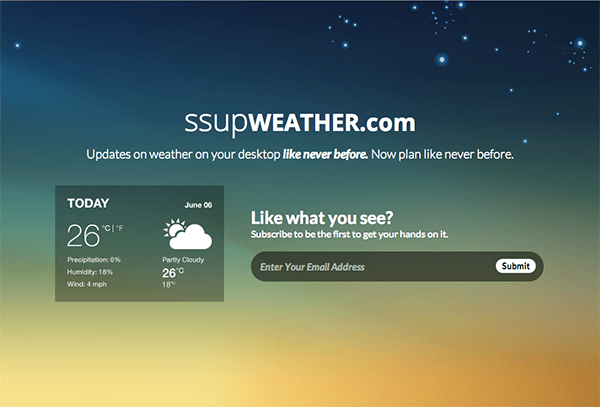 ssupWEATHER.com
Updates on weather on your desktop like never before. Now plan like never before.
TODAY
June 06
26 °C | °F
Precipitation: 0%
Humidity: 18%
Wind: 4 mph
Partly Cloudy
26°C
18°C
Like what you see?
Subscribe to be the first to get your hands on it.
Enter Your Email Address
Submit